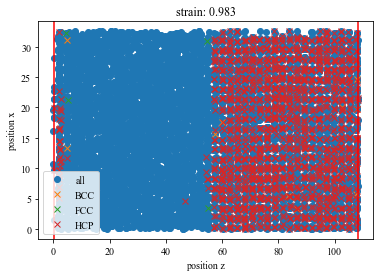 strain: 0.983
position x
30
25
20
15
10
5
0
all
BCC
FCC
HCP
0 20 40 60 80 100
position z